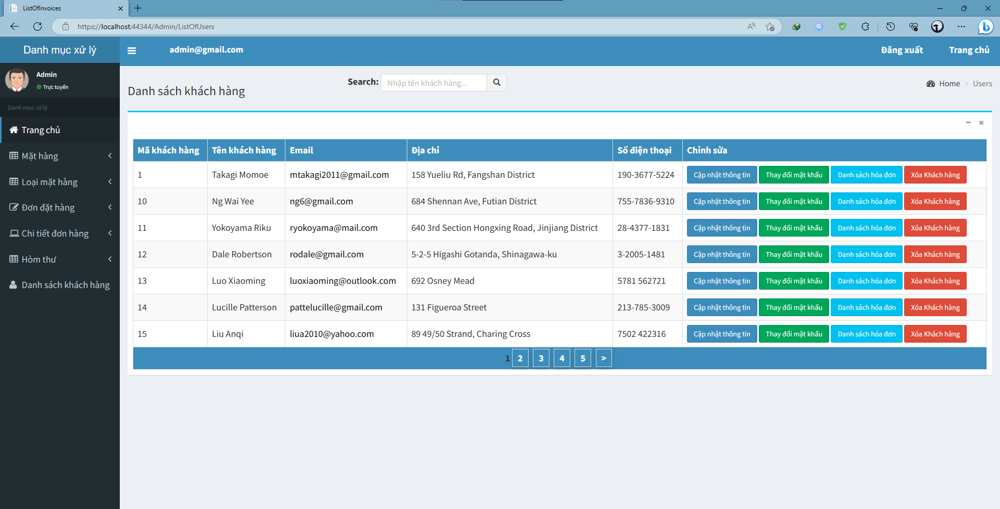 ListOfInvoices
https://localhost:44344/Admin/ListOfUsers
Danh mục xử lý
admin@gmail.com
Đăng xuất
Trang chủ
Admin
Trực tuyến
Danh mục xử lý
Trang chủ
Mặt hàng
Loại mặt hàng
Đơn đặt hàng
Chi tiết đơn hàng
Hòm thư
Danh sách khách hàng
Danh sách khách hàng
Search: Nhập tên khách hàng...
Home > Users
Mã khách hàng Tên khách hàng Email Địa chỉ Số điện thoại Chỉnh sửa
1 Takagi Momoe mtakagi2011@gmail.com 158 Yueliu Rd, Fangshan District 190-3677-5224 Cập nhật thông tin Thay đổi mật khẩu Danh sách hóa đơn Xóa Khách hàng
10 Ng Wai Yee ng6@gmail.com 684 Shennan Ave, Futian District 755-7836-9310 Cập nhật thông tin Thay đổi mật khẩu Danh sách hóa đơn Xóa Khách hàng
11 Yokoyama Riku ryokoyama@mail.com 640 3rd Section Hongxing Road, Jinjiang District 28-4377-1831 Cập nhật thông tin Thay đổi mật khẩu Danh sách hóa đơn Xóa Khách hàng
12 Dale Robertson rodale@gmail.com 5-2-5 Higashi Gotanda, Shinagawa-ku 3-2005-1481 Cập nhật thông tin Thay đổi mật khẩu Danh sách hóa đơn Xóa Khách hàng
13 Luo Xiaoming luoxiaoming@outlook.com 692 Osney Mead 5781 562721 Cập nhật thông tin Thay đổi mật khẩu Danh sách hóa đơn Xóa Khách hàng
14 Lucille Patterson pattelucille@gmail.com 131 Figueroa Street 213-785-3009 Cập nhật thông tin Thay đổi mật khẩu Danh sách hóa đơn Xóa Khách hàng
15 Liu Anqi liua2010@yahoo.com 89 49/50 Strand, Charing Cross 7502 422316 Cập nhật thông tin Thay đổi mật khẩu Danh sách hóa đơn Xóa Khách hàng
1 2 3 4 5 >